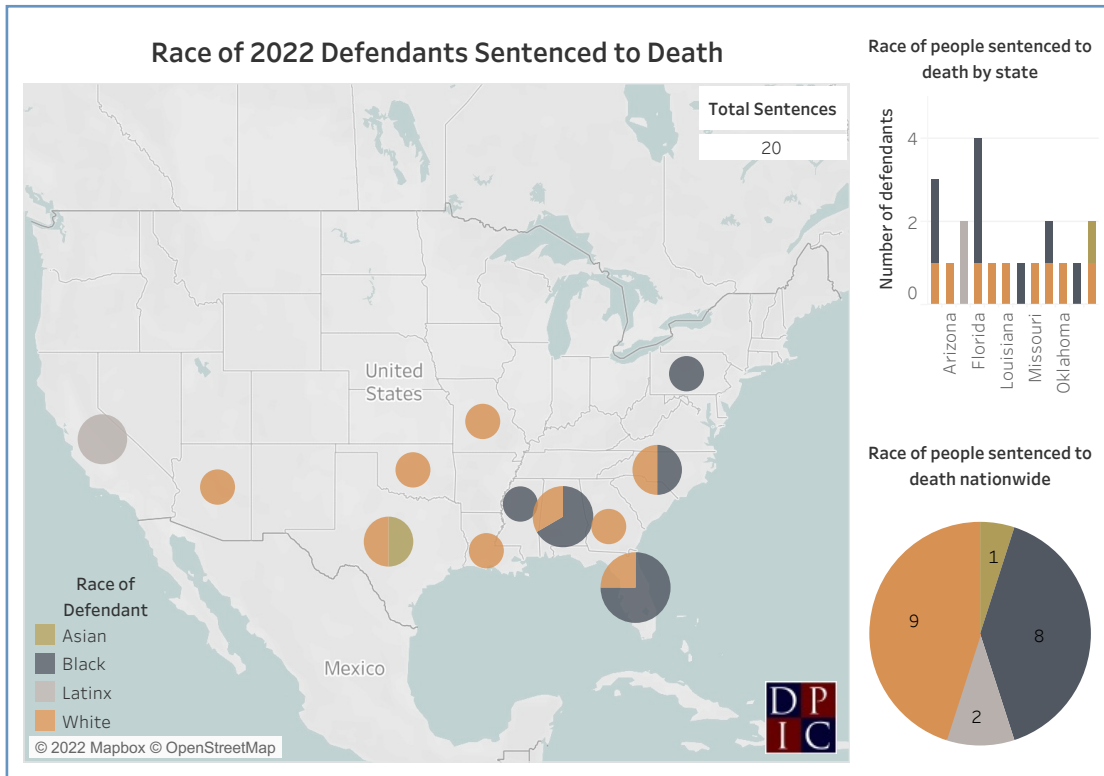 Race of 2022 Defendants Sentenced to Death
Total Sentences
20
United
States
Mexico
Race of
Defendant
Asian
Black
Latinx
White
© 2022 Mapbox © OpenStreetMap
D P
I C
Race of people sentenced to
death by state
Number of defendants
4
2
0
Arizona
Florida
Louisiana
Missouri
Oklahoma
Race of people sentenced to
death nationwide
1
9
8
2